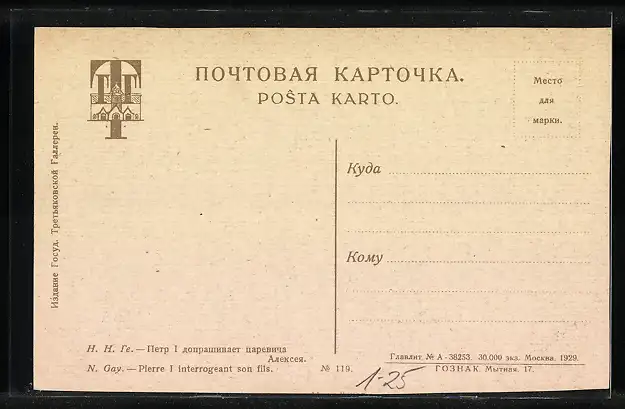 ПОЧТОВАЯ КАРТОЧКА.
POŜTA KARTO.
Место
для
марки.
Издание Госуд. Третьяковской Галлереи.
Куда
Кому
Н. Н. Ге. — Петр I допрашивает царевича
Алексея.
N. Gay. — Pierre I interrogeant son fils.
№ 119.
Главлит. № А-38253. 30.000 экз. Москва. 1929.
ГОЗНАК. Мытная. 17.
1-25